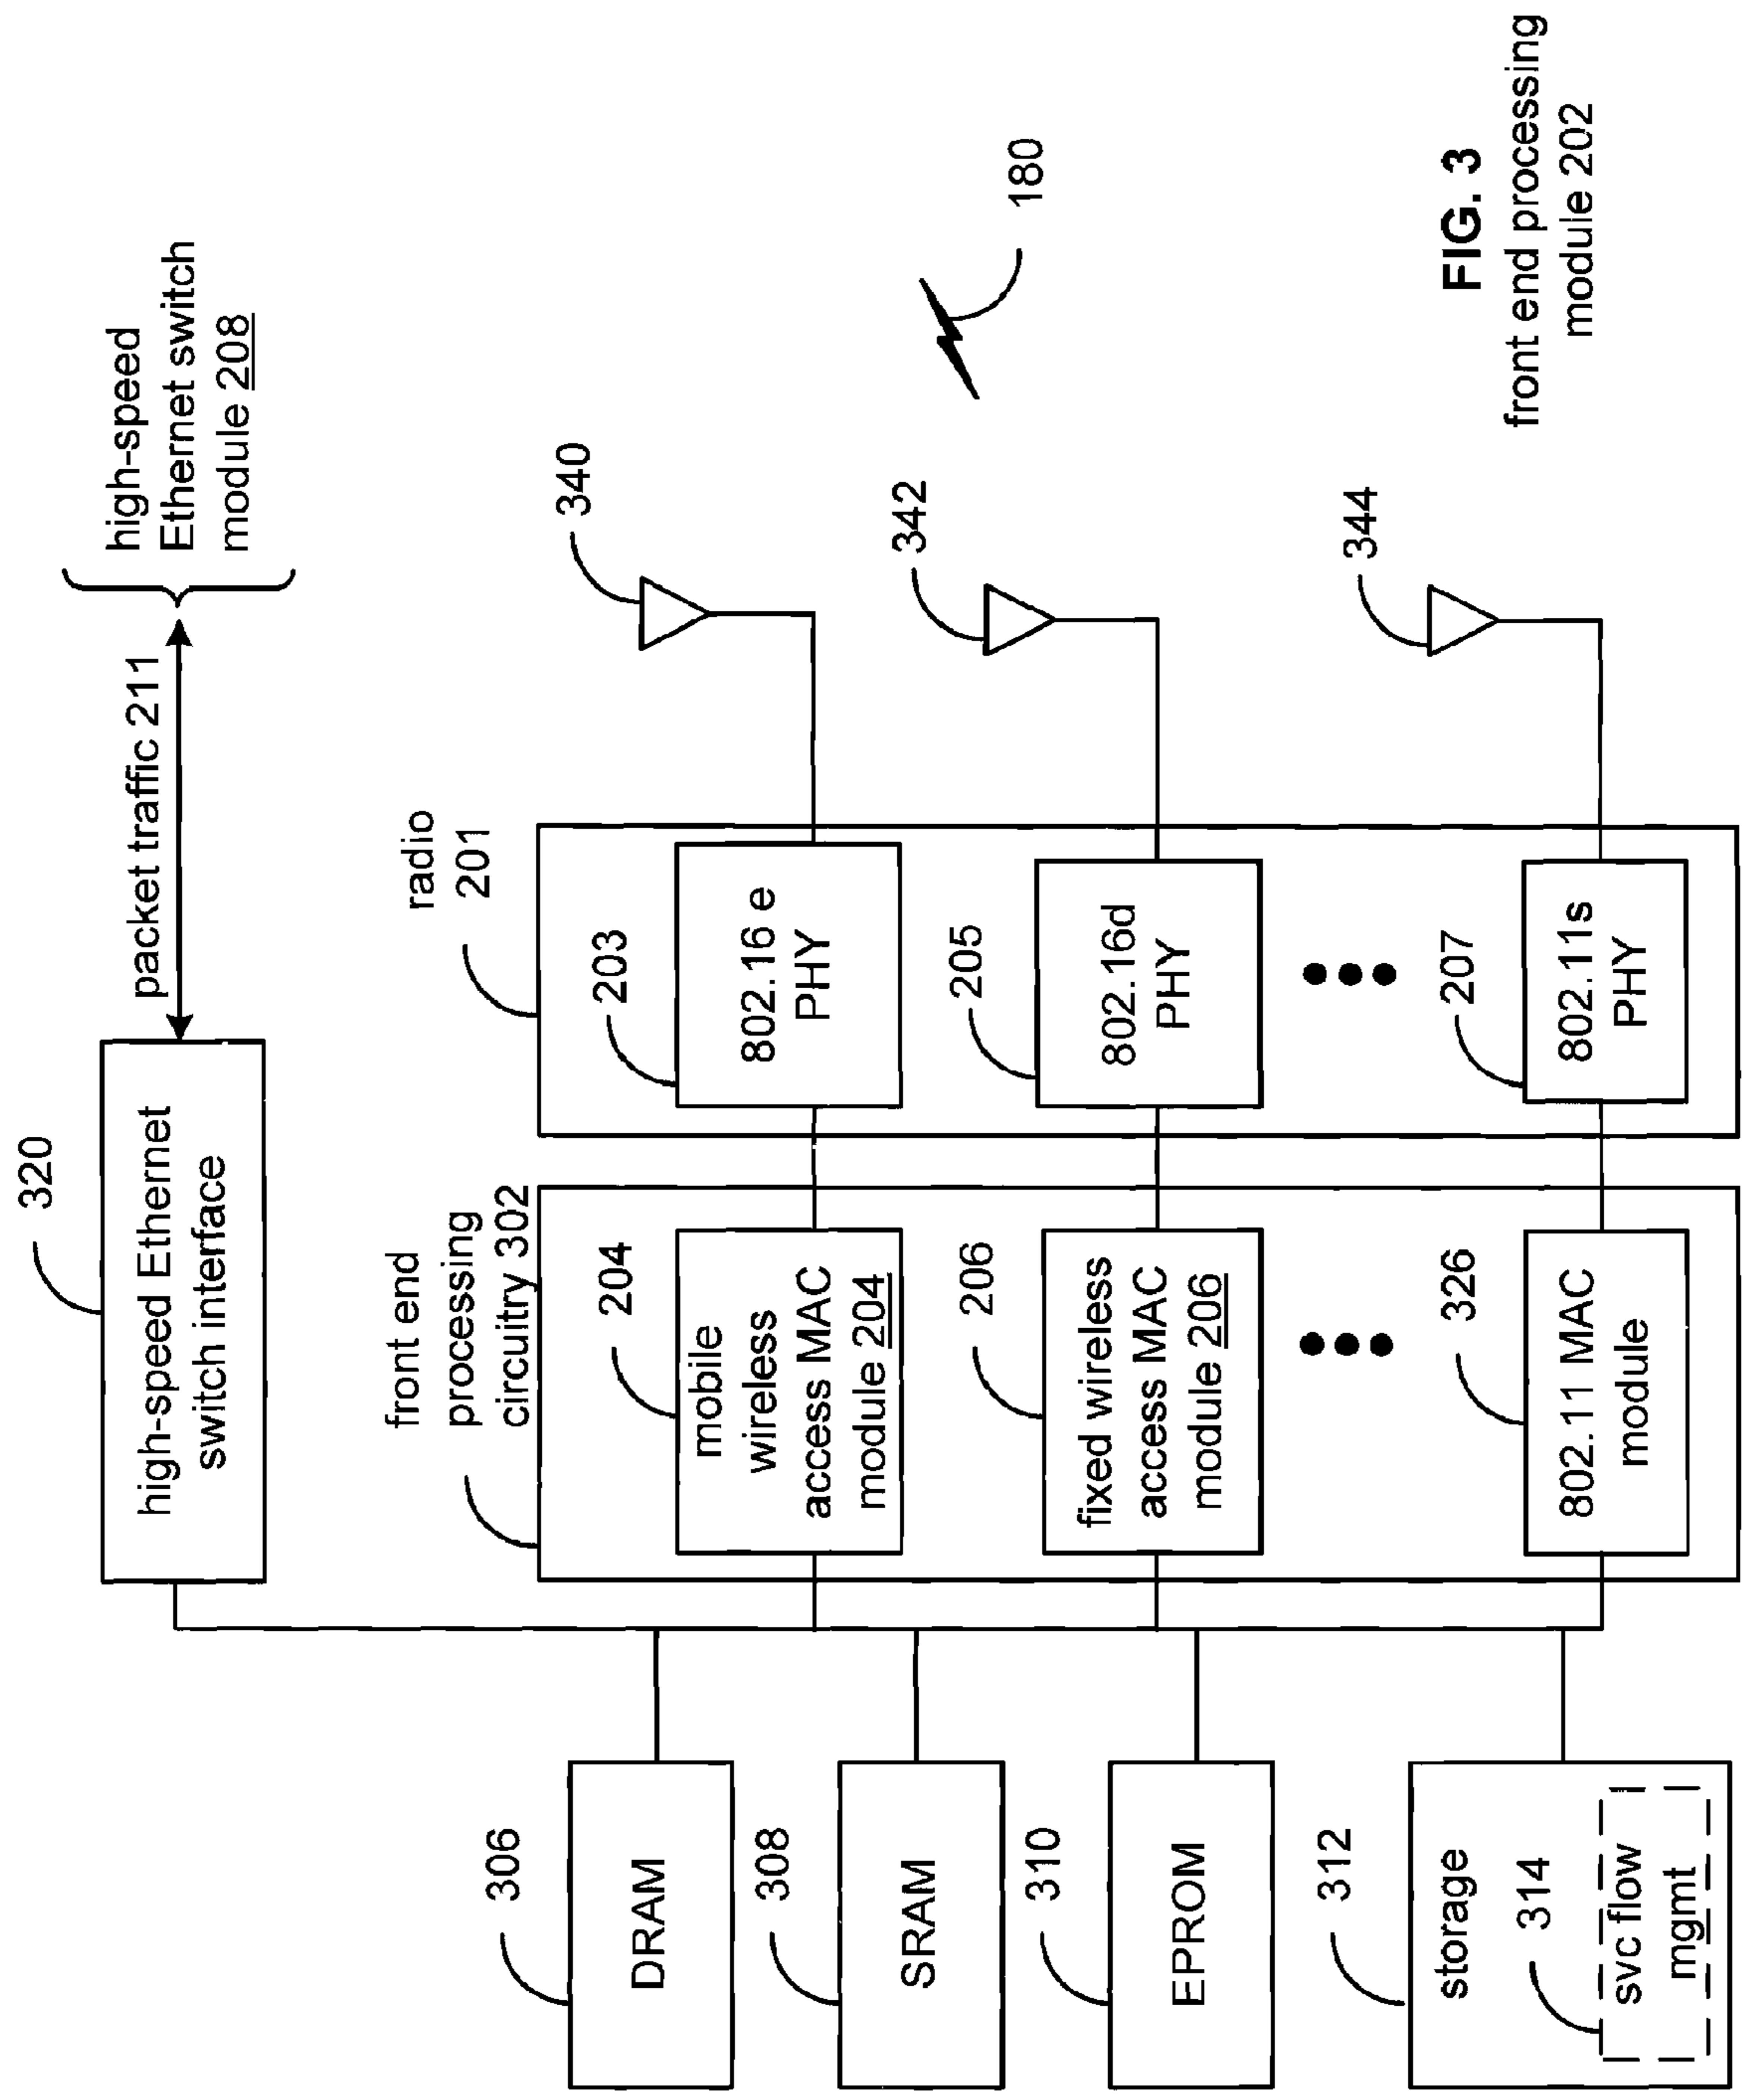 320
high-speed Ethernet
switch interface
packet traffic 211
high-speed
Ethernet switch
module 208
306
DRAM
308
SRAM
310
EPROM
312
storage
314
svc flow
mgmt
front end
processing
circuitry 302
204
mobile
wireless
access MAC
module 204
206
fixed wireless
access MAC
module 206
326
802.11 MAC
module
radio
201
203
802.16 e
PHY
205
802.16d
PHY
207
802.11s
PHY
340
342
344
180
FIG. 3
front end processing
module 202